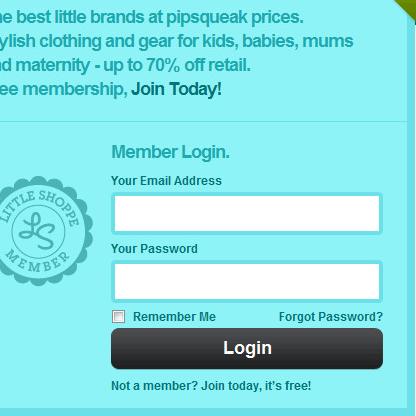 he best little brands at pipsqueak prices.
ylish clothing and gear for kids, babies, mums
nd maternity - up to 70% off retail.
ee membership, Join Today!
Member Login.
Your Email Address
LITTLE SHOPPE
LS
MEMBER
Your Password
Remember Me Forgot Password?
Login
Not a member? Join today, it's free!